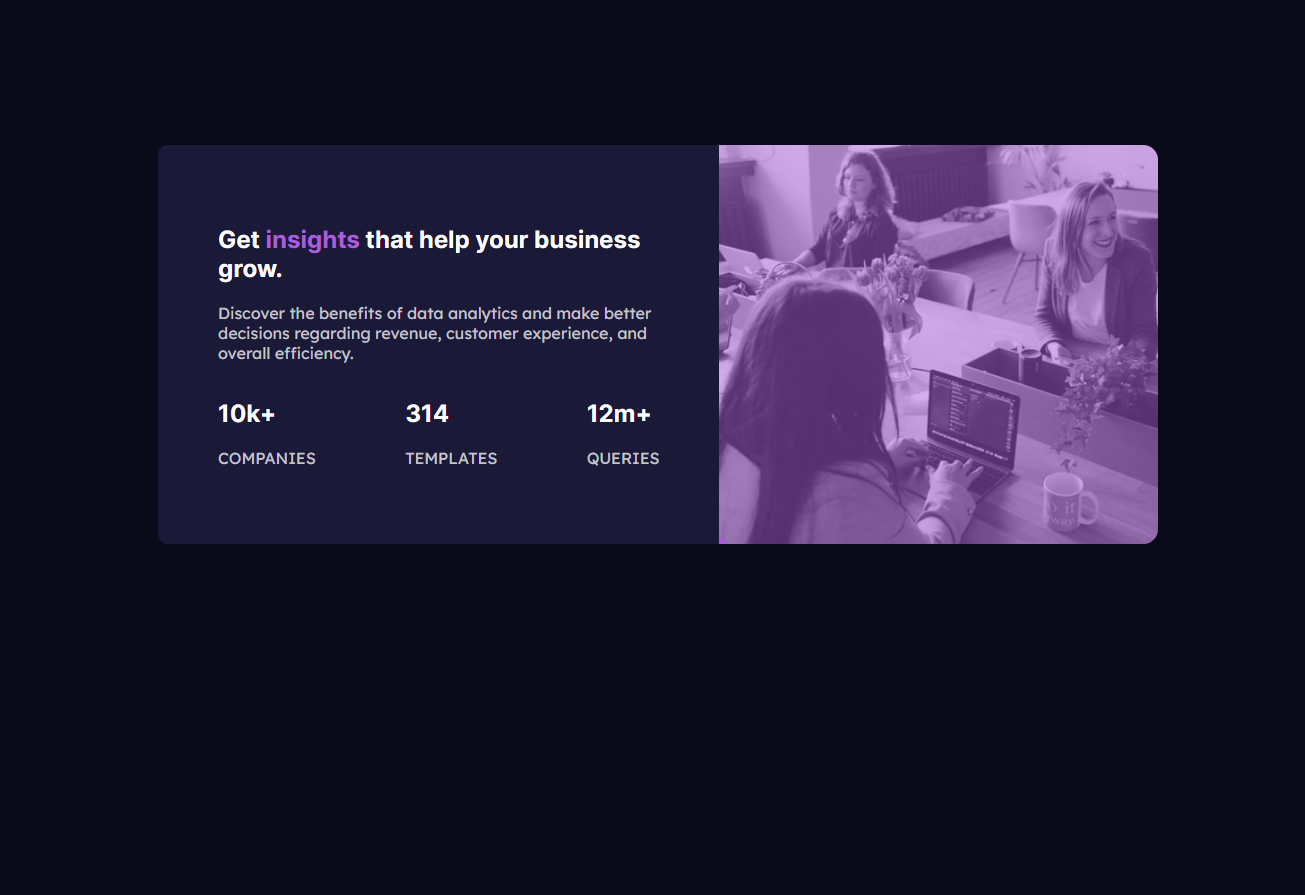 Get insights that help your business
grow.
Discover the benefits of data analytics and make better
decisions regarding revenue, customer experience, and
overall efficiency.
10k+ 314 12m+
COMPANIES TEMPLATES QUERIES